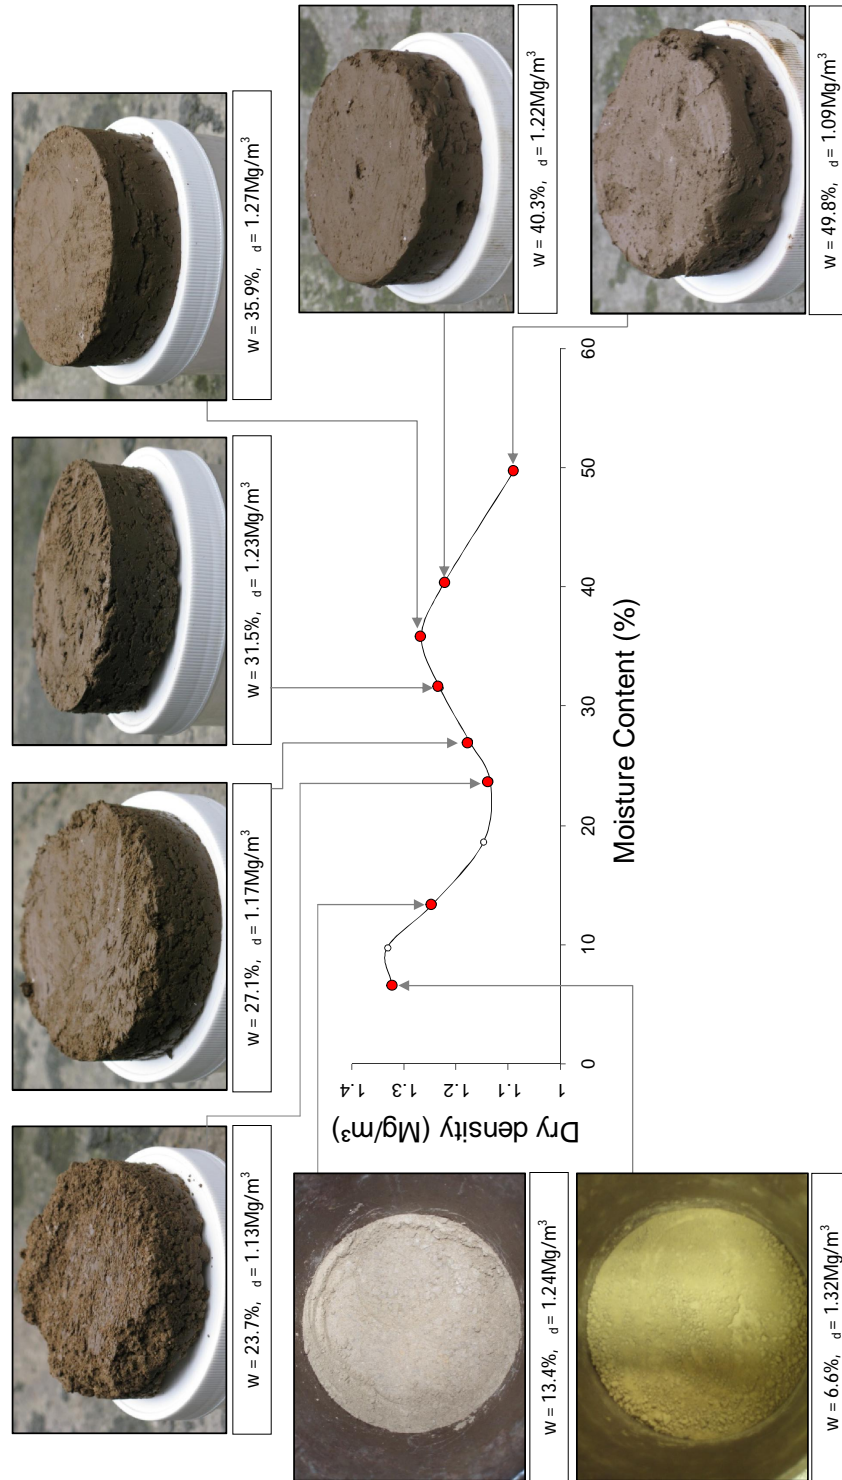 W = 23.7%, d = 1.13Mg/m³
W = 27.1%, d = 1.17Mg/m³
W = 31.5%, d = 1.23Mg/m³
W = 35.9%, d = 1.27Mg/m³
W = 13.4%, d = 1.24Mg/m³
W = 40.3%, d = 1.22Mg/m³
W = 6.6%, d = 1.32Mg/m³
W = 49.8%, d = 1.09Mg/m³
Dry density (Mg/m³)
1.4
1.3
1.2
1.1
1
0 10 20 30 40 50 60
Moisture Content (%)